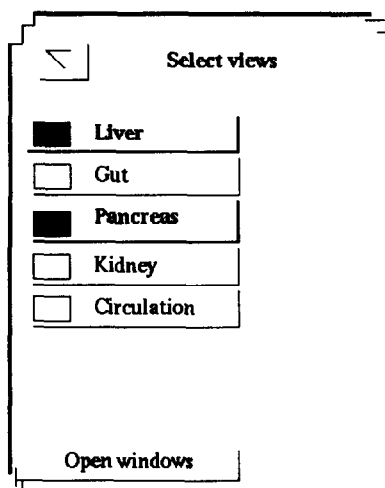 Select views
Liver
Gut
Pancreas
Kidney
Circulation
Open windows